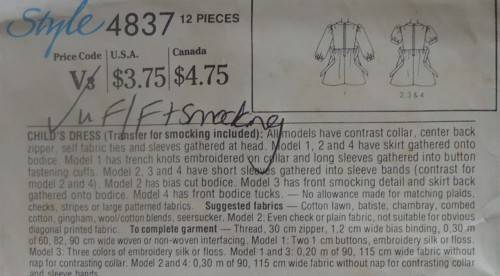 Style 4837 12 PIECES
Price Code U.S.A. Canada
V3 $3.75 $4.75
1 2, 3 & 4
u F/Ft smocking
CHILD'S DRESS (Transfer for smocking included): All models have contrast collar, center back
zipper, self fabric ties and sleeves gathered at head. Model 1, 2 and 4 have skirt gathered onto
bodice. Model 1 has trench knots embroidered on collar and long sleeves gathered into button
fastening cuffs. Model 2, 3 and 4 have short sleeves gathered into sleeve bands (contrast for
model 2 and 4). Model 2 has bias cut bodice. Model 3 has front smocking detail and skirt back
gathered onto bodice. Model 4 has front bodice tucks. — No allowance made for matching plaids,
checks, stripes or large patterned fabrics. Suggested fabrics — Cotton lawn, batiste, chambray, combed
cotton, gingham, wool/cotton blends, seersucker. Model 2: Even check or plain fabric, not suitable for obvious
diagonal printed fabric. To complete garment — Thread, 30 cm zipper, 1,2 cm wide bias binding, 0,30 m
of 60, 82, 90 cm wide woven or non-woven interfacing. Model 1: Two 1 cm buttons, embroidery silk or floss.
Model 3: Three colors of embroidery silk or floss. Model 1 and 3: 0,20 m of 90, 115 cm wide fabric without
nap for contrasting collar. Model 2 and 4: 0,30 m of 90, 115 cm wide fabric without nap for contrasting collar
and sleeve bands.